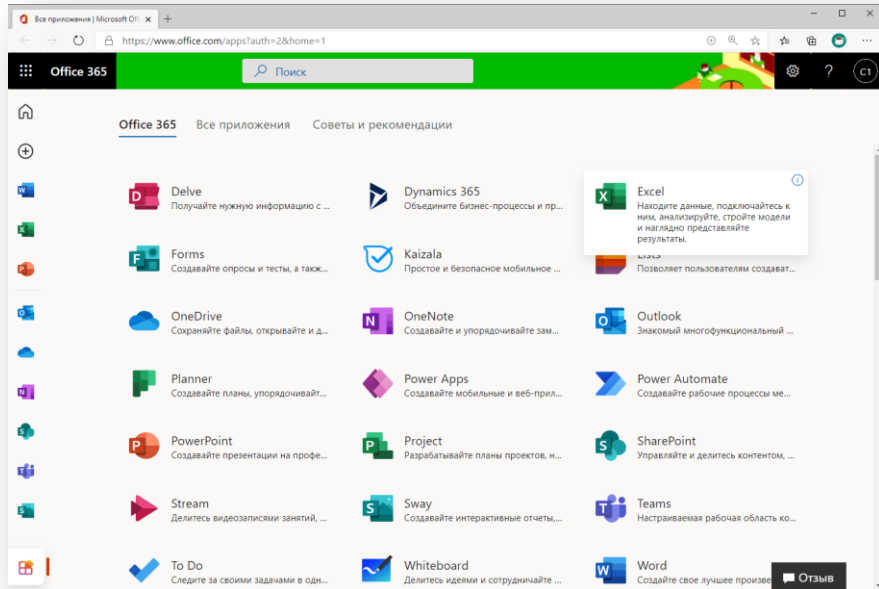 Все приложения | Microsoft Off
https://www.office.com/apps?auth=2&home=1
Office 365
Поиск
C1
Office 365 Все приложения Советы и рекомендации
Delve
Получайте нужную информацию с ...
Dynamics 365
Объедините бизнес-процессы и пр...
Excel
Находите данные, подключайтесь к
ним, анализируйте, стройте модели
и наглядно представляйте
результаты.
Forms
Создавайте опросы и тесты, а такж...
Kaizala
Простое и безопасное мобильное ...
Lists
Позволяет пользователям создават...
OneDrive
Сохраняйте файлы, открывайте и д...
OneNote
Создавайте и упорядочивайте зам...
Outlook
Знакомый многофункциональный ...
Planner
Создавайте планы, упорядочивайт...
Power Apps
Создавайте мобильные и веб-прил...
Power Automate
Создавайте рабочие процессы ме...
PowerPoint
Создавайте презентации на профе...
Project
Разрабатывайте планы проектов, н...
SharePoint
Управляйте и делитесь контентом, ...
Stream
Делитесь видеозаписями занятий, ...
Sway
Создавайте интерактивные отчеты,...
Teams
Настраиваемая рабочая область ко...
To Do
Следите за своими задачами в одн...
Whiteboard
Делитесь идеями и сотрудничайте ...
Word
Создайте свое лучшее произве
Отзыв